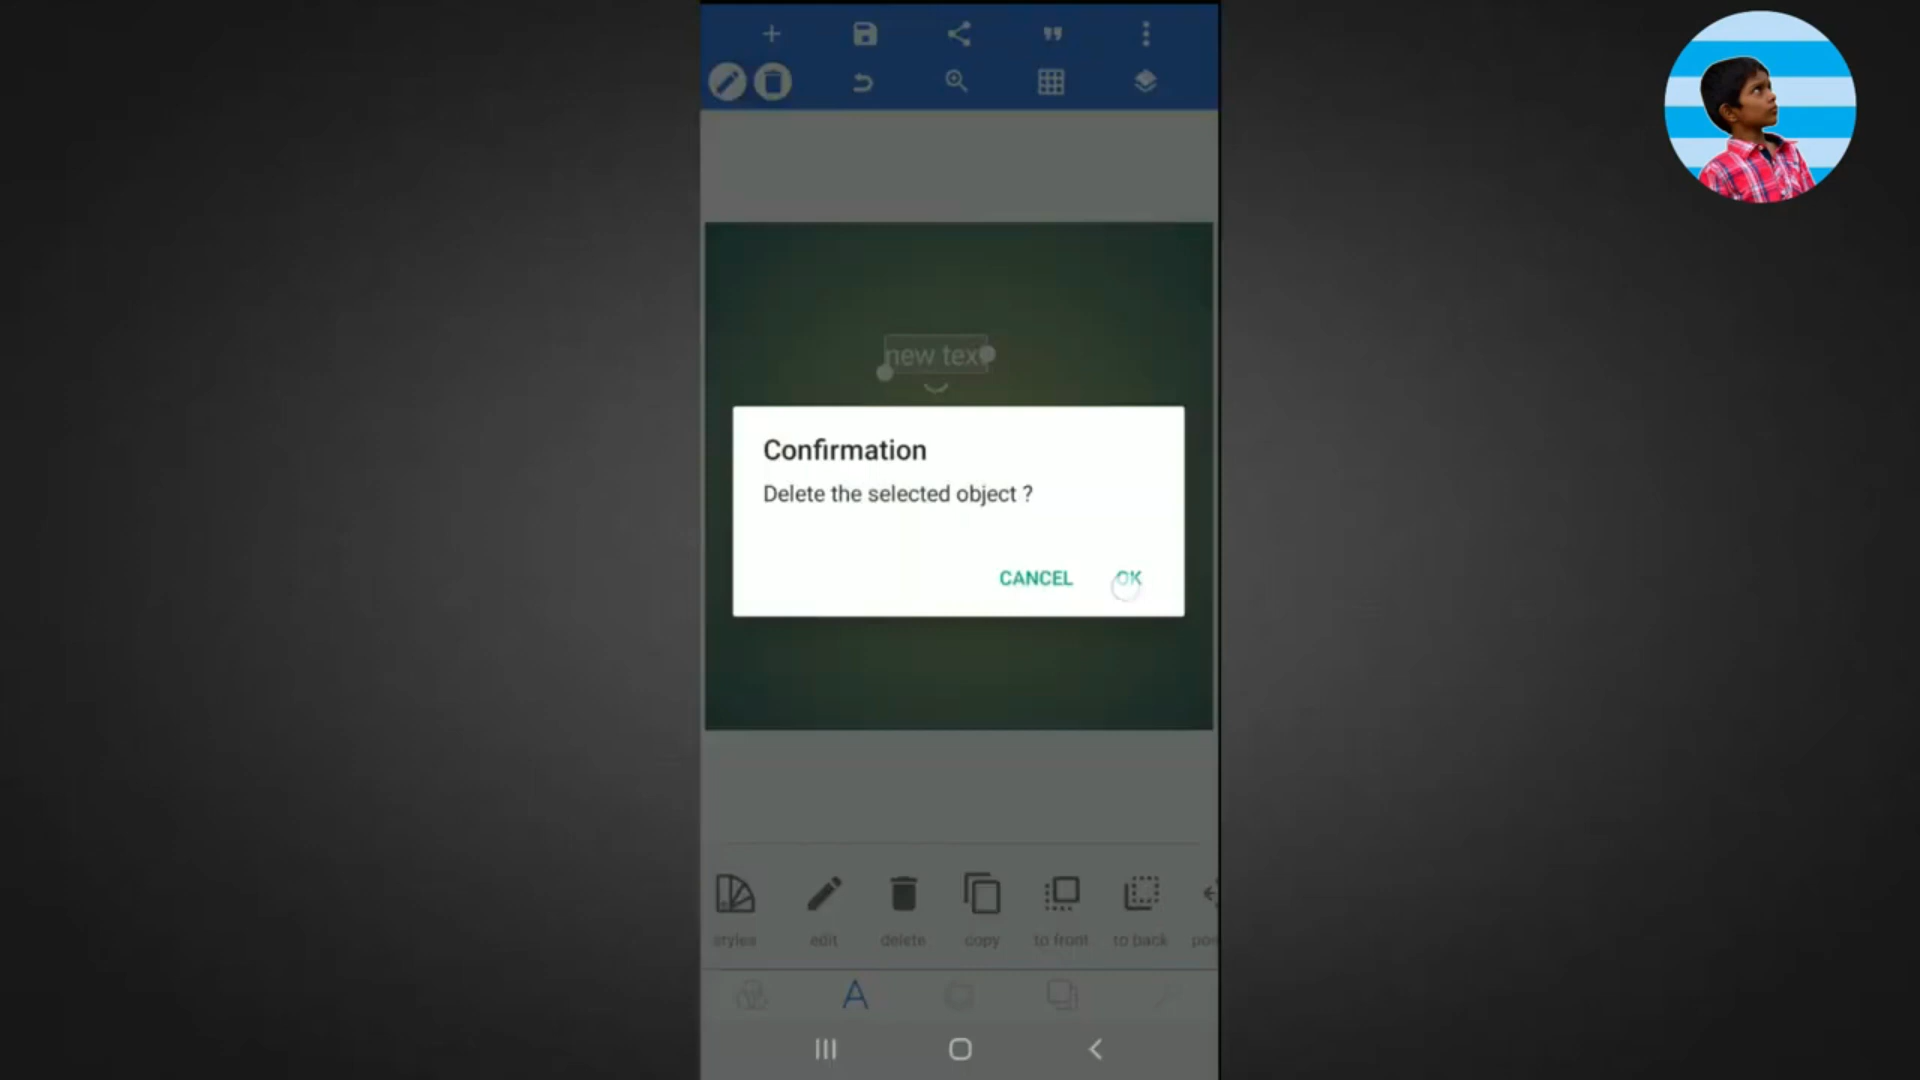 new tex
Confirmation
Delete the selected object ?
CANCEL OK
styles edit delete copy to front to back
A